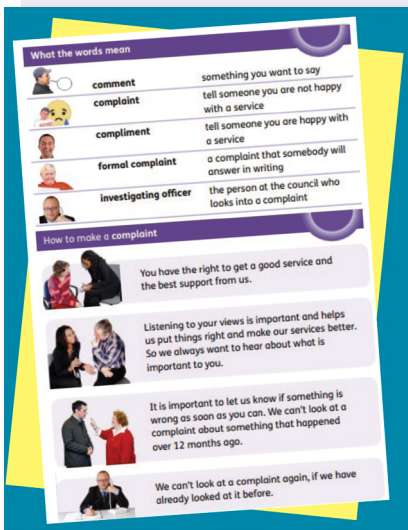 What the words mean
comment
something you want to say
complaint
tell someone you are not happy
with a service
compliment
tell someone you are happy with
a service
formal complaint
a complaint that somebody will
answer in writing
investigating officer
the person at the council who
looks into a complaint
How to make a complaint
You have the right to get a good service and
the best support from us.
Listening to your views is important and helps
us put things right and make our services better.
So we always want to hear about what is
important to you.
It is important to let us know if something is
wrong as soon as you can. We can't look at a
complaint about something that happened
over 12 months ago.
We can't look at a complaint again, if we have
already looked at it before.